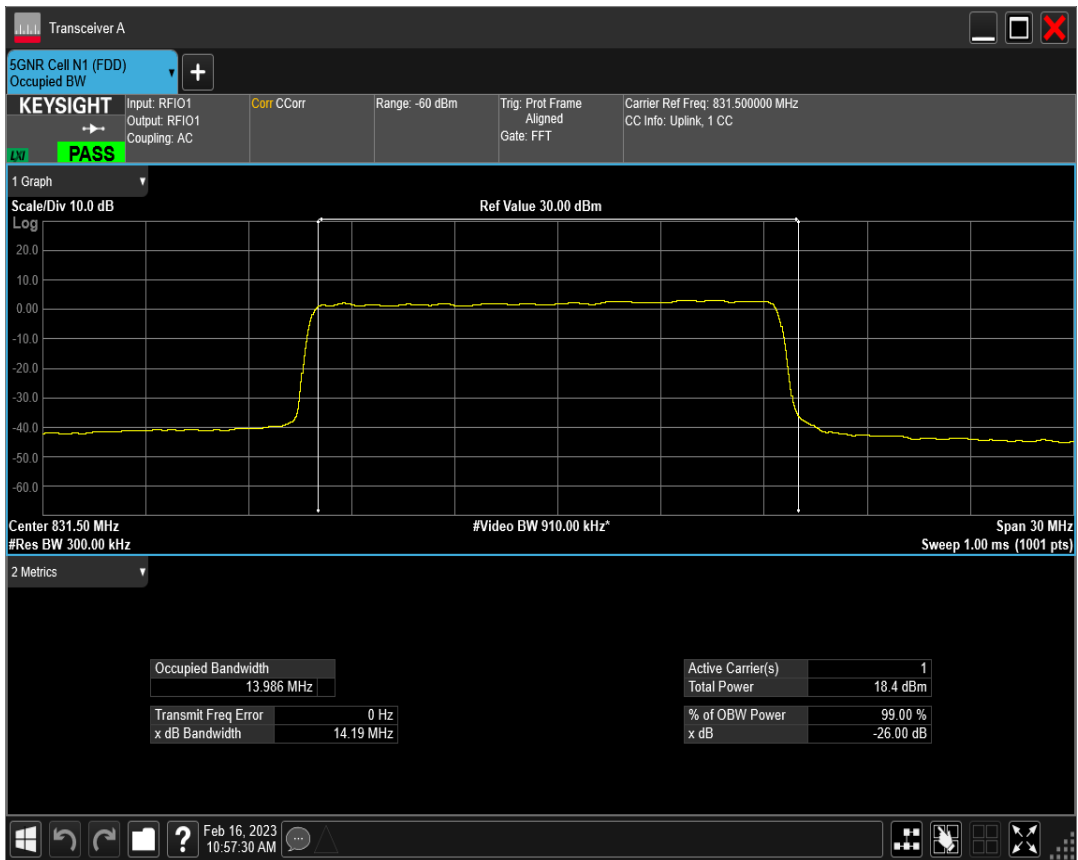 Transceiver A
5GNR Cell N1 (FDD)
Occupied BW
KEYSIGHT
LXI
PASS
Input: RFIO1
Output: RFIO1
Coupling: AC
Corr CCorr
Range: -60 dBm
Trig: Prot Frame
Aligned
Gate: FFT
Carrier Ref Freq: 831.500000 MHz
CC Info: Uplink, 1 CC
1 Graph
Scale/Div 10.0 dB
Ref Value 30.00 dBm
Log
20.0
10.0
0.00
-10.0
-20.0
-30.0
-40.0
-50.0
-60.0
Center 831.50 MHz
#Video BW 910.00 kHz*
Span 30 MHz
#Res BW 300.00 kHz
Sweep 1.00 ms (1001 pts)
2 Metrics
Occupied Bandwidth
13.986 MHz
Transmit Freq Error 0 Hz
x dB Bandwidth 14.19 MHz
Active Carrier(s) 1
Total Power 18.4 dBm
% of OBW Power 99.00 %
x dB -26.00 dB
?
Feb 16, 2023
10:57:30 AM